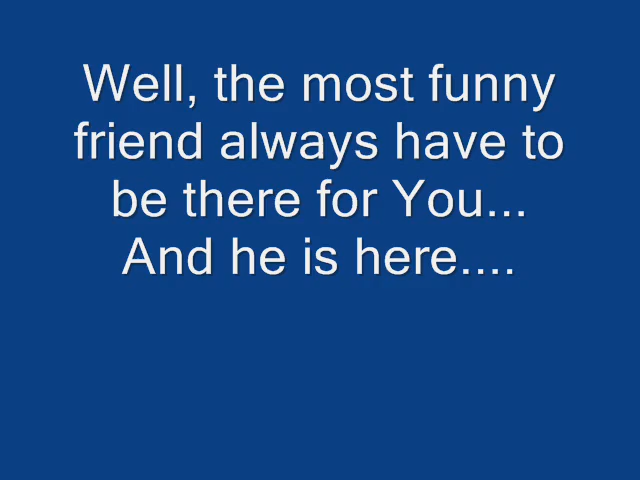 Well, the most funny
friend always have to
be there for You...
And he is here....